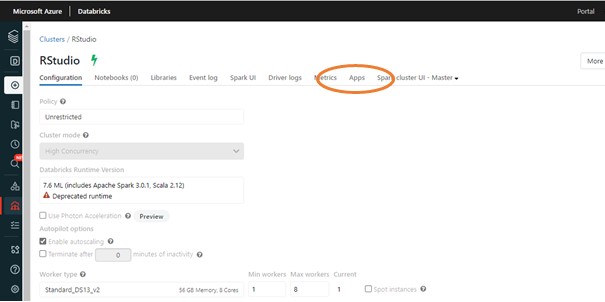 Microsoft Azure Databricks Portal
Clusters / RStudio
RStudio More
Configuration Notebooks (0) Libraries Event log Spark UI Driver logs Metrics Apps Spark cluster UI - Master
Policy
Unrestricted
Cluster mode
High Concurrency
Databricks Runtime Version
7.6 ML (includes Apache Spark 3.0.1, Scala 2.12)
Deprecated runtime
Use Photon Acceleration Preview
Autopilot options
Enable autoscaling
Terminate after 0 minutes of inactivity
Worker type Min workers Max workers Current
Standard_DS13_v2 56 GB Memory, 8 Cores 1 8 1 Spot instances